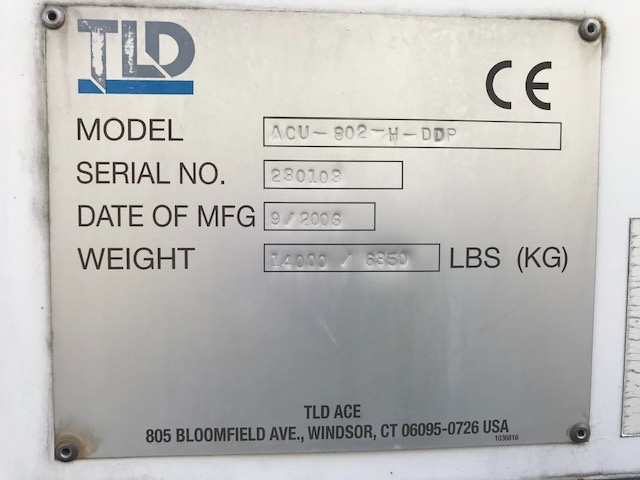 TLD
CE
MODEL ACU-802-H-DDP
SERIAL NO. 280109
DATE OF MFG 9/2006
WEIGHT 14000 / 6350 LBS (KG)
TLD ACE
805 BLOOMFIELD AVE., WINDSOR, CT 06095-0726 USA
1036816